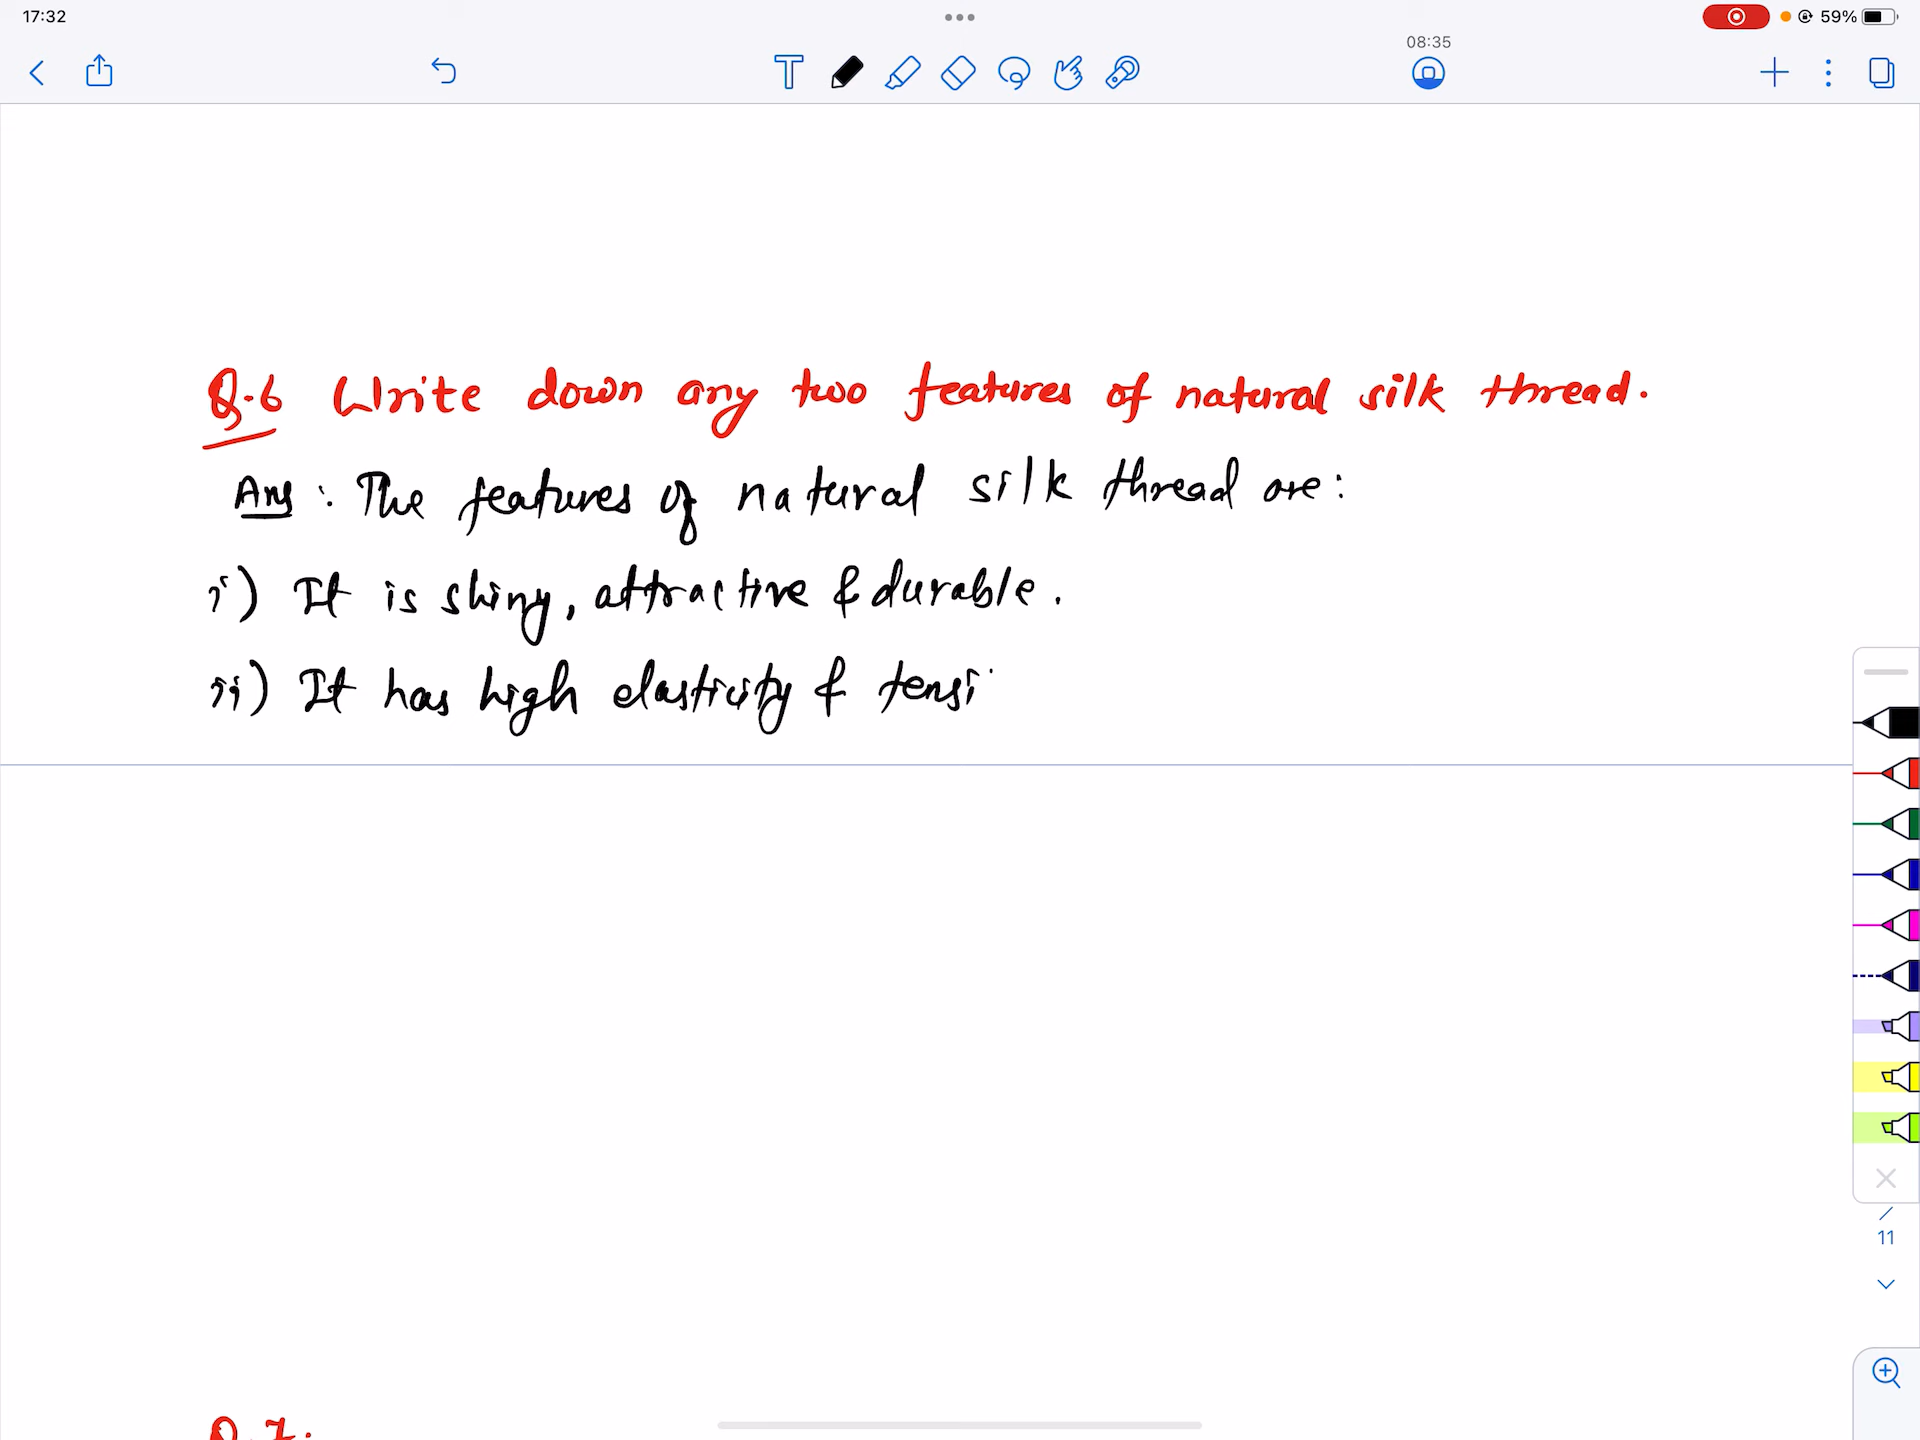 17:32
59%
08:35
Q.6 Write down any two features of natural silk thread.
Ans : The features of natural silk thread are:
i) It is shiny, attractive & durable.
ii) It has high elasticity & tensi
11
Q.7.